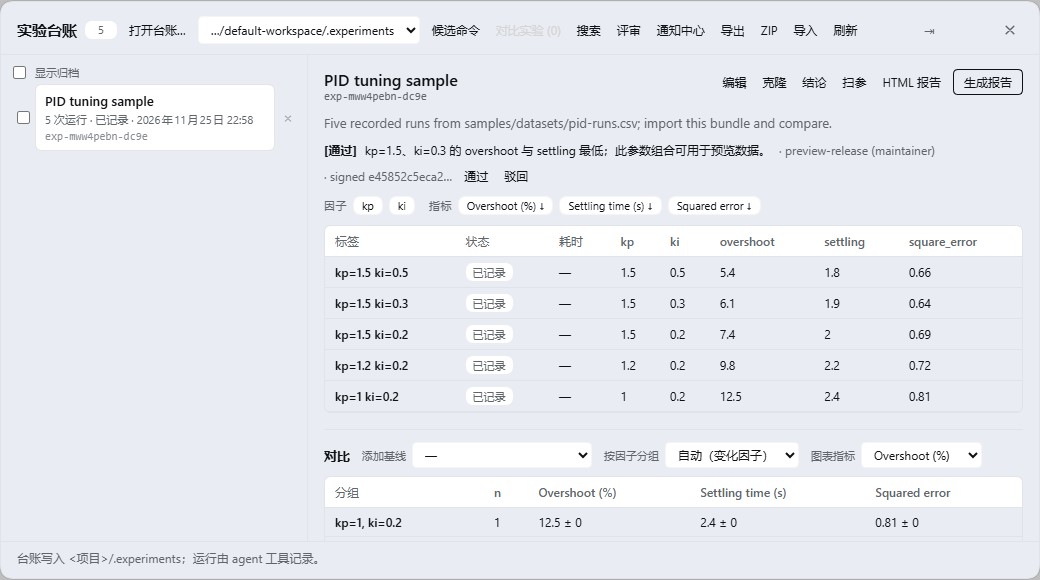 实验台账 5 打开台账... .../default-workspace/.experiments 候选命令 对比实验 (0) 搜索 评审 通知中心 导出 ZIP 导入 刷新 ⇥ ×
显示归档
PID tuning sample ×
5 次运行 · 已记录 · 2026年11月25日 22:58
exp-mww4pebn-dc9e
PID tuning sample 编辑 克隆 结论 扫参 HTML 报告 生成报告
exp-mww4pebn-dc9e
Five recorded runs from samples/datasets/pid-runs.csv; import this bundle and compare.
[通过] kp=1.5、ki=0.3 的 overshoot 与 settling 最低；此参数组合可用于预览数据。 · preview-release (maintainer)
· signed e45852c5eca2... 通过 驳回
因子 kp ki 指标 Overshoot (%) ↓ Settling time (s) ↓ Squared error ↓
标签 状态 耗时 kp ki overshoot settling square_error
kp=1.5 ki=0.5 已记录 — 1.5 0.5 5.4 1.8 0.66
kp=1.5 ki=0.3 已记录 — 1.5 0.3 6.1 1.9 0.64
kp=1.5 ki=0.2 已记录 — 1.5 0.2 7.4 2 0.69
kp=1.2 ki=0.2 已记录 — 1.2 0.2 9.8 2.2 0.72
kp=1 ki=0.2 已记录 — 1 0.2 12.5 2.4 0.81
对比 添加基线 — 按因子分组 自动（变化因子） 图表指标 Overshoot (%)
分组 n Overshoot (%) Settling time (s) Squared error
kp=1, ki=0.2 1 12.5 ± 0 2.4 ± 0 0.81 ± 0
台账写入 <项目>/.experiments；运行由 agent 工具记录。